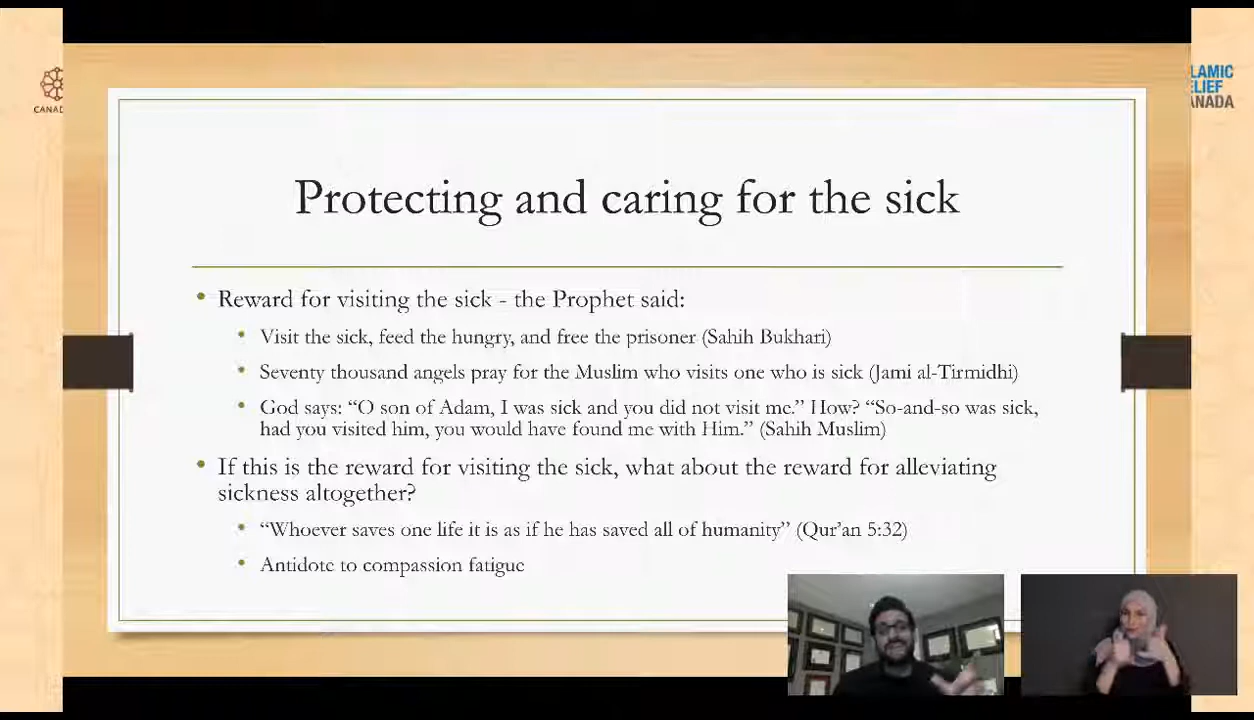 CANAD
LAMIC
ELIEF
ANADA
Protecting and caring for the sick
• Reward for visiting the sick - the Prophet said:
• Visit the sick, feed the hungry, and free the prisoner (Sahih Bukhari)
• Seventy thousand angels pray for the Muslim who visits one who is sick (Jami al-Tirmidhi)
• God says: “O son of Adam, I was sick and you did not visit me.” How? “So-and-so was sick,
had you visited him, you would have found me with Him.” (Sahih Muslim)
• If this is the reward for visiting the sick, what about the reward for alleviating
sickness altogether?
• “Whoever saves one life it is as if he has saved all of humanity” (Qur’an 5:32)
• Antidote to compassion fatigue